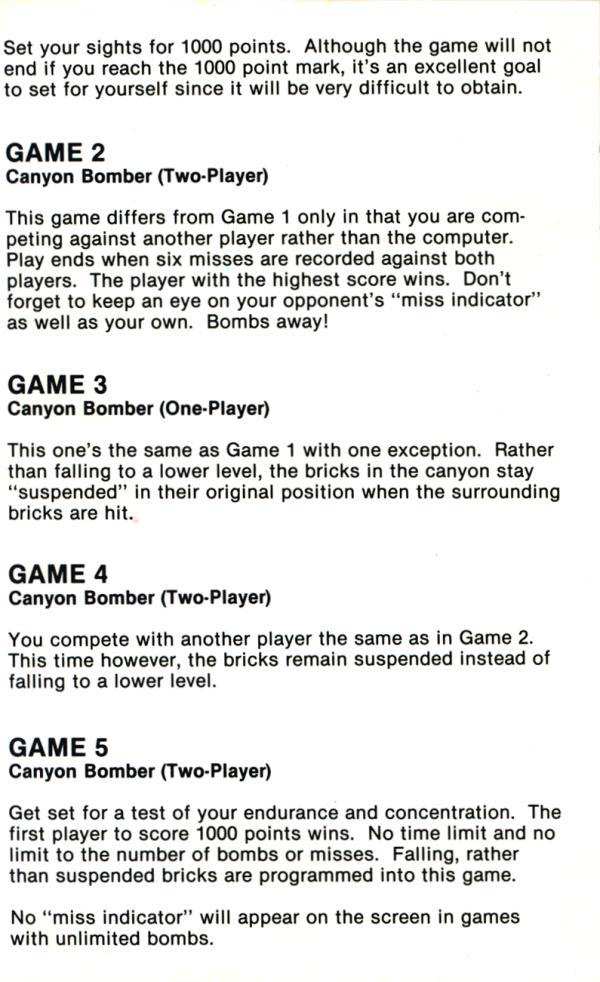 Set your sights for 1000 points. Although the game will not
end if you reach the 1000 point mark, it's an excellent goal
to set for yourself since it will be very difficult to obtain.
GAME 2
Canyon Bomber (Two-Player)
This game differs from Game 1 only in that you are com-
peting against another player rather than the computer.
Play ends when six misses are recorded against both
players. The player with the highest score wins. Don't
forget to keep an eye on your opponent's “miss indicator”
as well as your own. Bombs away!
GAME 3
Canyon Bomber (One-Player)
This one's the same as Game 1 with one exception. Rather
than falling to a lower level, the bricks in the canyon stay
“suspended” in their original position when the surrounding
bricks are hit.
GAME 4
Canyon Bomber (Two-Player)
You compete with another player the same as in Game 2.
This time however, the bricks remain suspended instead of
falling to a lower level.
GAME 5
Canyon Bomber (Two-Player)
Get set for a test of your endurance and concentration. The
first player to score 1000 points wins. No time limit and no
limit to the number of bombs or misses. Falling, rather
than suspended bricks are programmed into this game.
No “miss indicator” will appear on the screen in games
with unlimited bombs.